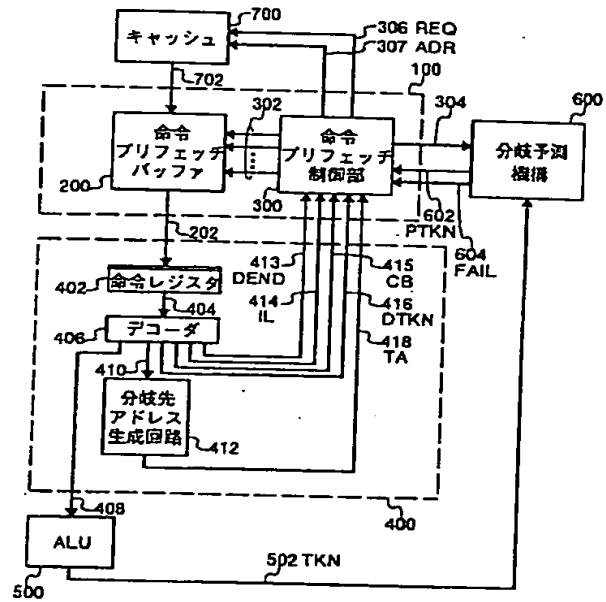 700
306 REQ
キャッシュ
307 ADR
702
100
302
304
600
命令
プリフェッチ
バッファ
命令
プリフェッチ
制御部
分岐予測
機構
200
300
602
PTKN
604
FAIL
202
413
DEND
415
CB
414
IL
416
DTKN
418
TA
402
命令レジスタ
404
406
デコーダ
410
分岐先
アドレス
生成回路
412
408
400
ALU
502 TKN
500